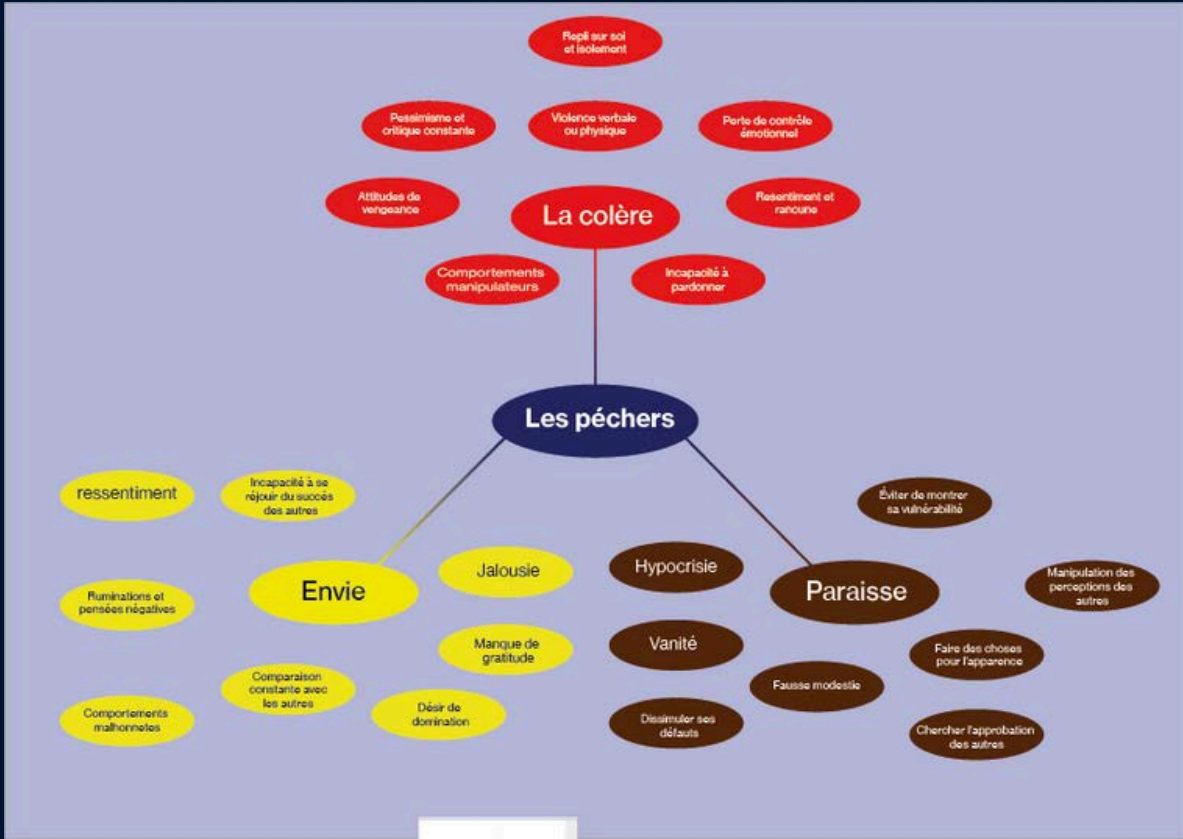 Repli sur soi
et isolement
Pessimisme et
critique constante
Violence verbale
ou physique
Perte de contrôle
émotionnel
Attitudes de
vengeance
La colère
Resentiment et
rancune
Comportements
manipulateurs
Incapacité à
pardonner
Les péchers
ressentiment
Incapacité à se
réjouir du succès
des autres
Envie
Jalousie
Ruminations et
pensées négatives
Manque de
gratitude
Comparaison
constante avec
les autres
Comportements
malhonnetes
Désir de
domination
Éviter de montrer
sa vulnérabilité
Hypocrisie
Paraisse
Manipulation des
perceptions des
autres
Vanité
Faire des choses
pour l'apparence
Fausse modestie
Dissimuler ses
défauts
Chercher l'approbation
des autres